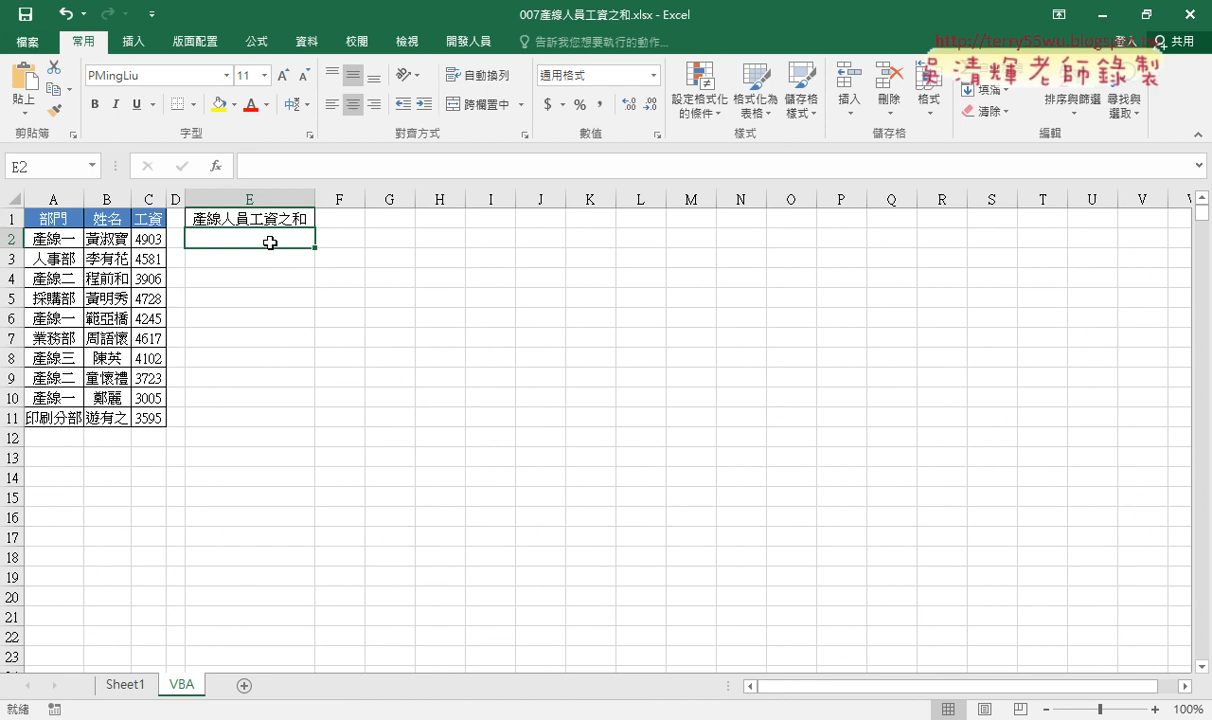 007產線人員工資之和.xlsx - Excel
檔案 常用 插入 版面配置 公式 資料 校閱 檢視 開發人員 告訴我您想要執行的動作... 登入 共用
http://terry55wu.blogspot.tw
吳清輝老師錄製
貼上 PMingLiu 11 自動換列 通用格式 設定格式化的條件 格式化為表格 儲存格樣式 插入 刪除 格式 填滿 排序與篩選 尋找與選取
B I U 跨欄置中 $ % , 清除
剪貼簿 字型 對齊方式 數值 樣式 儲存格 編輯
E2 fx
A B C D E F G H I J K L M N O P Q R S T U V
1 部門 姓名 工資 產線人員工資之和
2 產線一 黃淑寶 4903
3 人事部 李有花 4581
4 產線二 程前和 3906
5 採購部 黃明秀 4728
6 產線一 範亞橋 4245
7 業務部 周語懷 4617
8 產線三 陳英 4102
9 產線二 童懷禮 3723
10 產線一 鄭麗 3005
11 印刷分部 遊有之 3595
12
13
14
15
16
17
18
19
20
21
22
23
Sheet1 VBA
就緒 100%